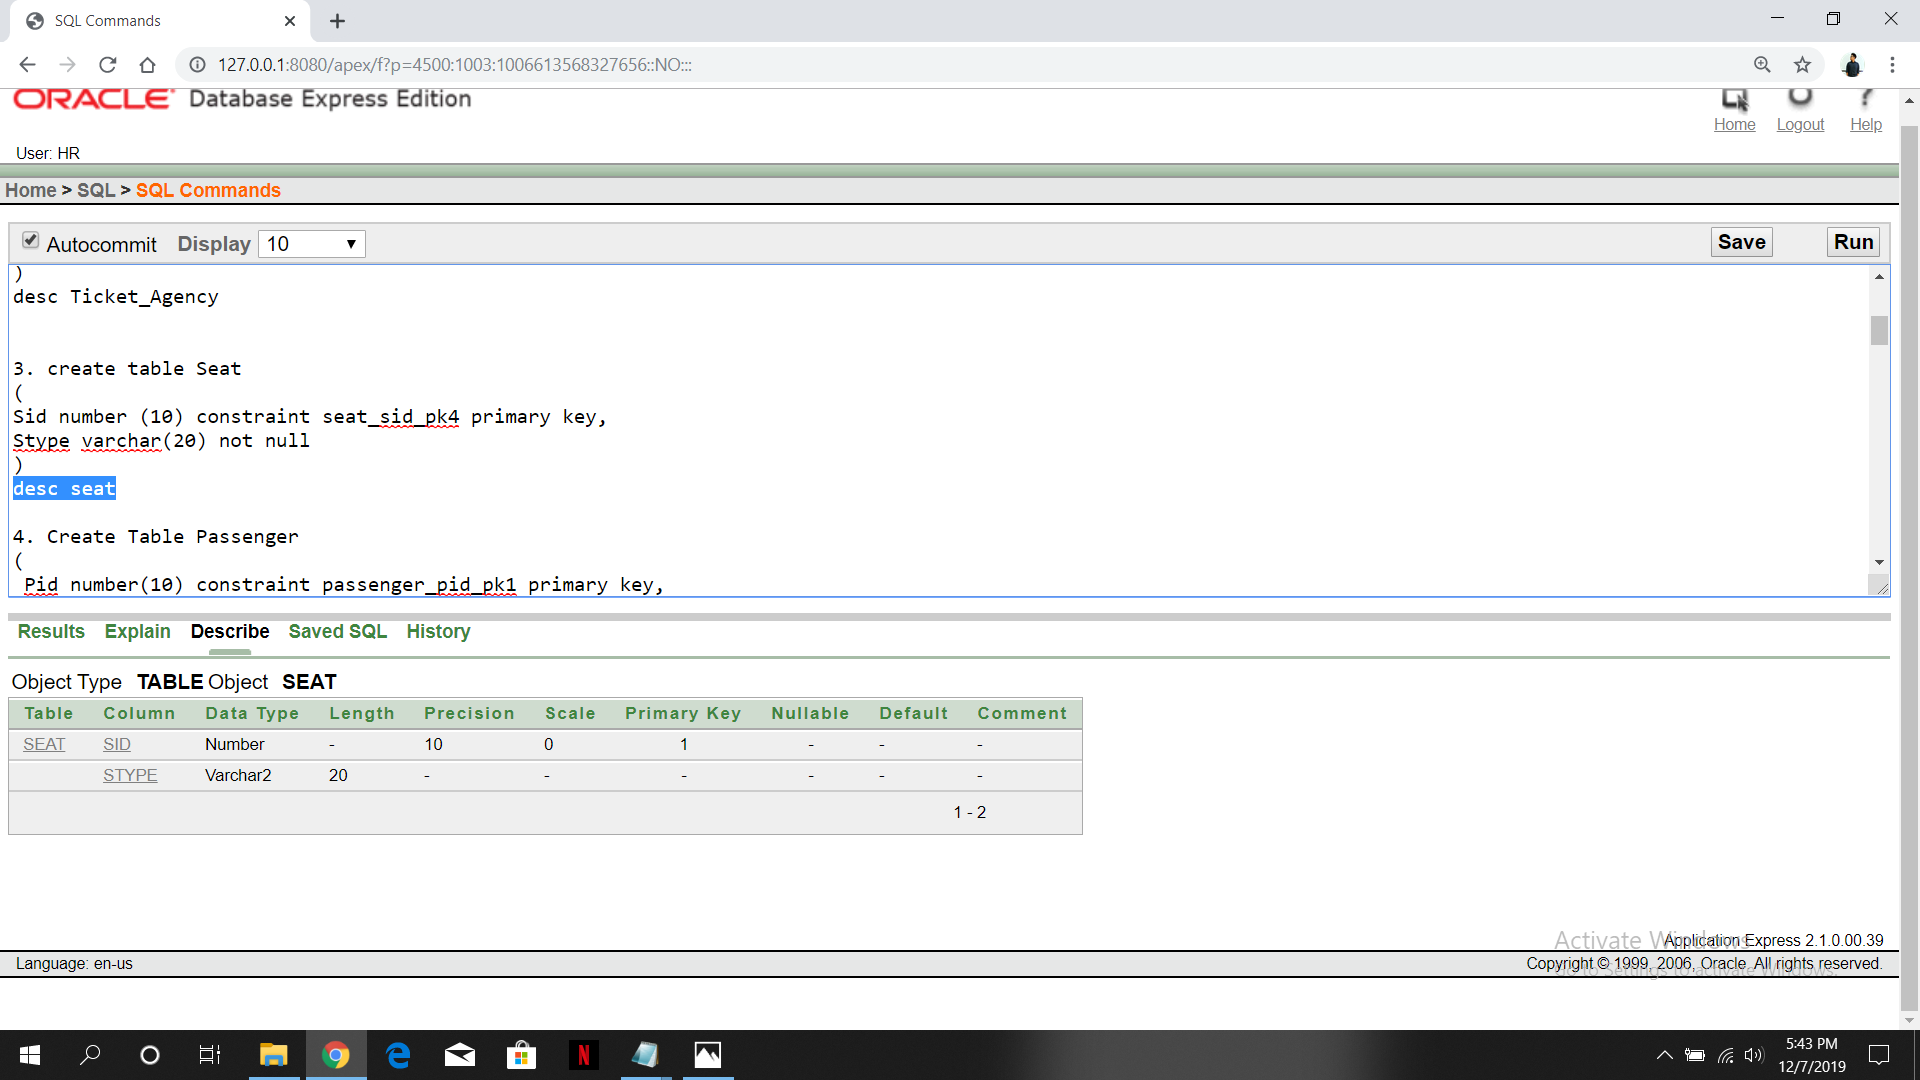 SQL Commands
127.0.0.1:8080/apex/f?p=4500:1003:1006613568327656::NO:::
ORACLE Database Express Edition
Home Logout Help
User: HR
Home > SQL > SQL Commands
Autocommit Display 10 Save Run
)
desc Ticket_Agency
3. create table Seat
(
Sid number (10) constraint seat_sid_pk4 primary key,
Stype varchar(20) not null
)
desc seat
4. Create Table Passenger
(
Pid number(10) constraint passenger_pid_pk1 primary key,
Results Explain Describe Saved SQL History
Object Type TABLE Object SEAT
Table Column Data Type Length Precision Scale Primary Key Nullable Default Comment
SEAT SID Number - 10 0 1 - - -
STYPE Varchar2 20 - - - - - -
1 - 2
Activate Windows
Application Express 2.1.0.00.39
Language: en-us
Copyright © 1999, 2006, Oracle. All rights reserved.
Go to Settings to activate Windows.
5:43 PM
12/7/2019